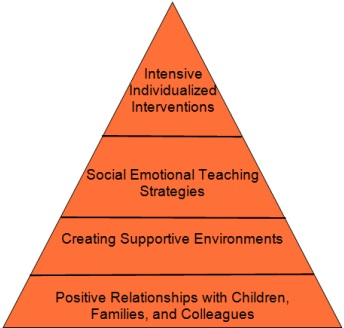 Intensive
Individualized
Interventions
Social Emotional Teaching
Strategies
Creating Supportive Environments
Positive Relationships with Children,
Families, and Colleagues